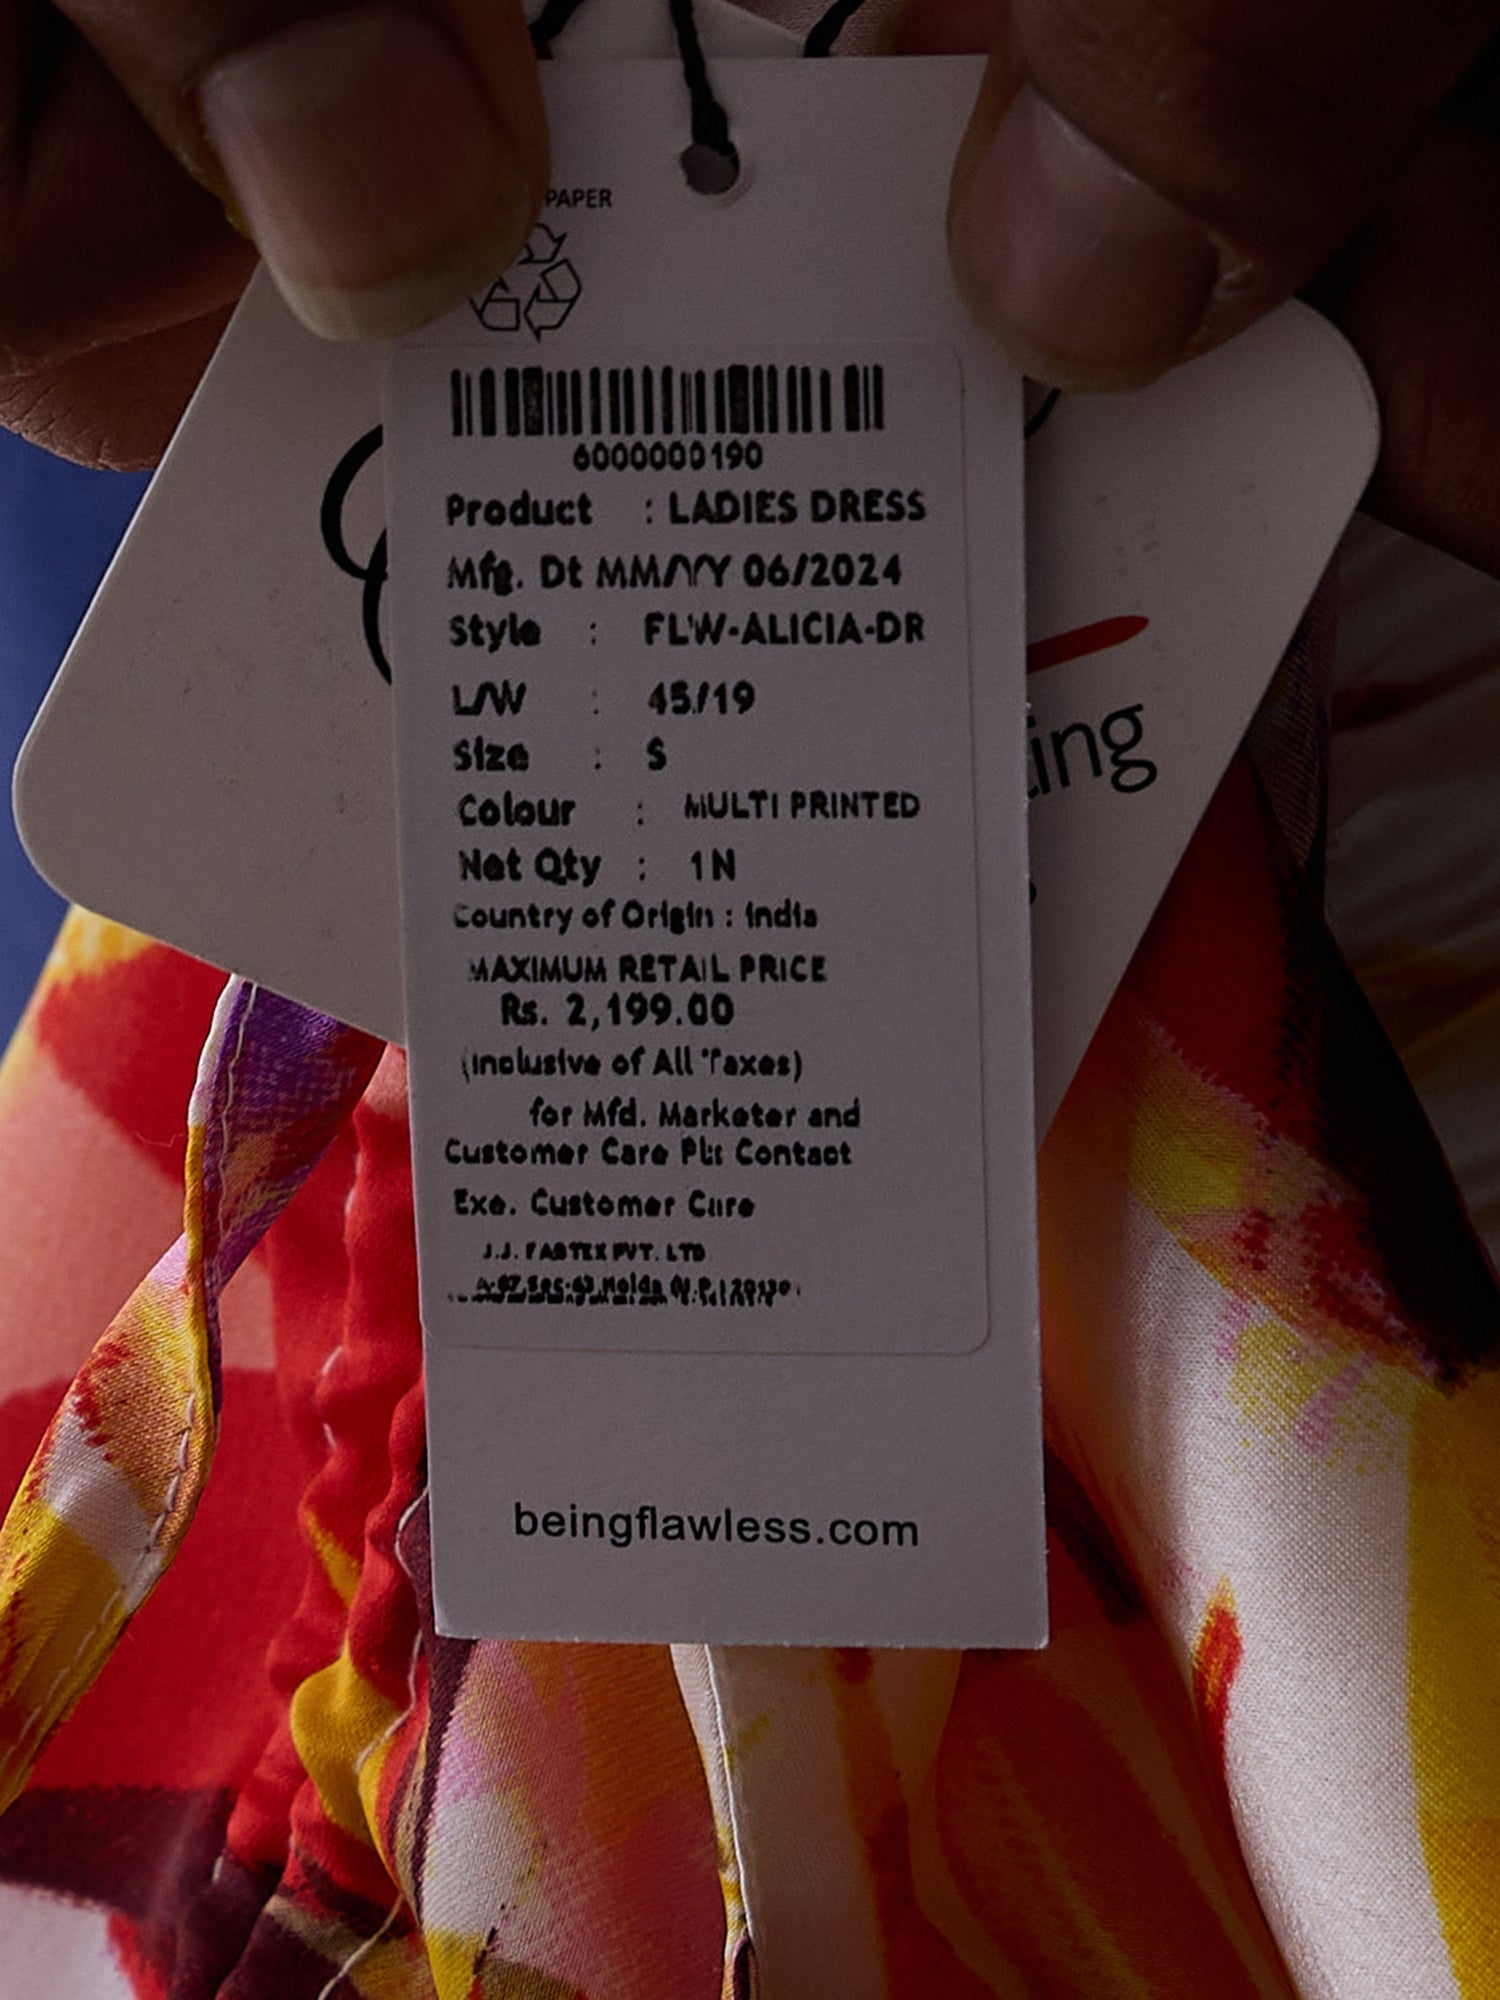 PAPER
6000000190
Product : LADIES DRESS
Mfg. Dt MM/YY 06/2024
Style : FLW-ALICIA-DR
L/W : 45/19
Size : S
Colour : MULTI PRINTED
Net Qty : 1 N
Country of Origin : India
MAXIMUM RETAIL PRICE
Rs. 2,199.00
(Inclusive of All Taxes)
for Mfd. Marketer and
Customer Care Plz Contact
Exe. Customer Care
J.J. FABTEX PVT. LTD
ing
beingflawless.com